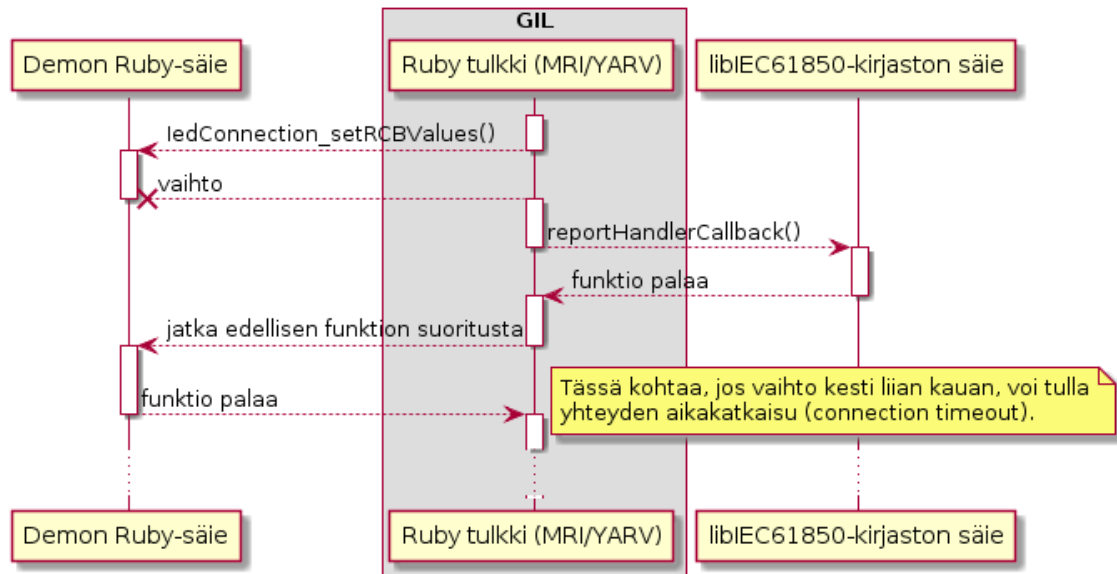 GIL
Demon Ruby-säie
Ruby tulkki (MRI/YARV)
libIEC61850-kirjaston säie
IedConnection_setRCBValues()
vaihto
reportHandlerCallback()
funktio palaa
jatka edellisen funktion suoritusta
Tässä kohtaa, jos vaihto kesti liian kauan, voi tulla
yhteyden aikakatkaisu (connection timeout).
funktio palaa
Demon Ruby-säie
Ruby tulkki (MRI/YARV)
libIEC61850-kirjaston säie